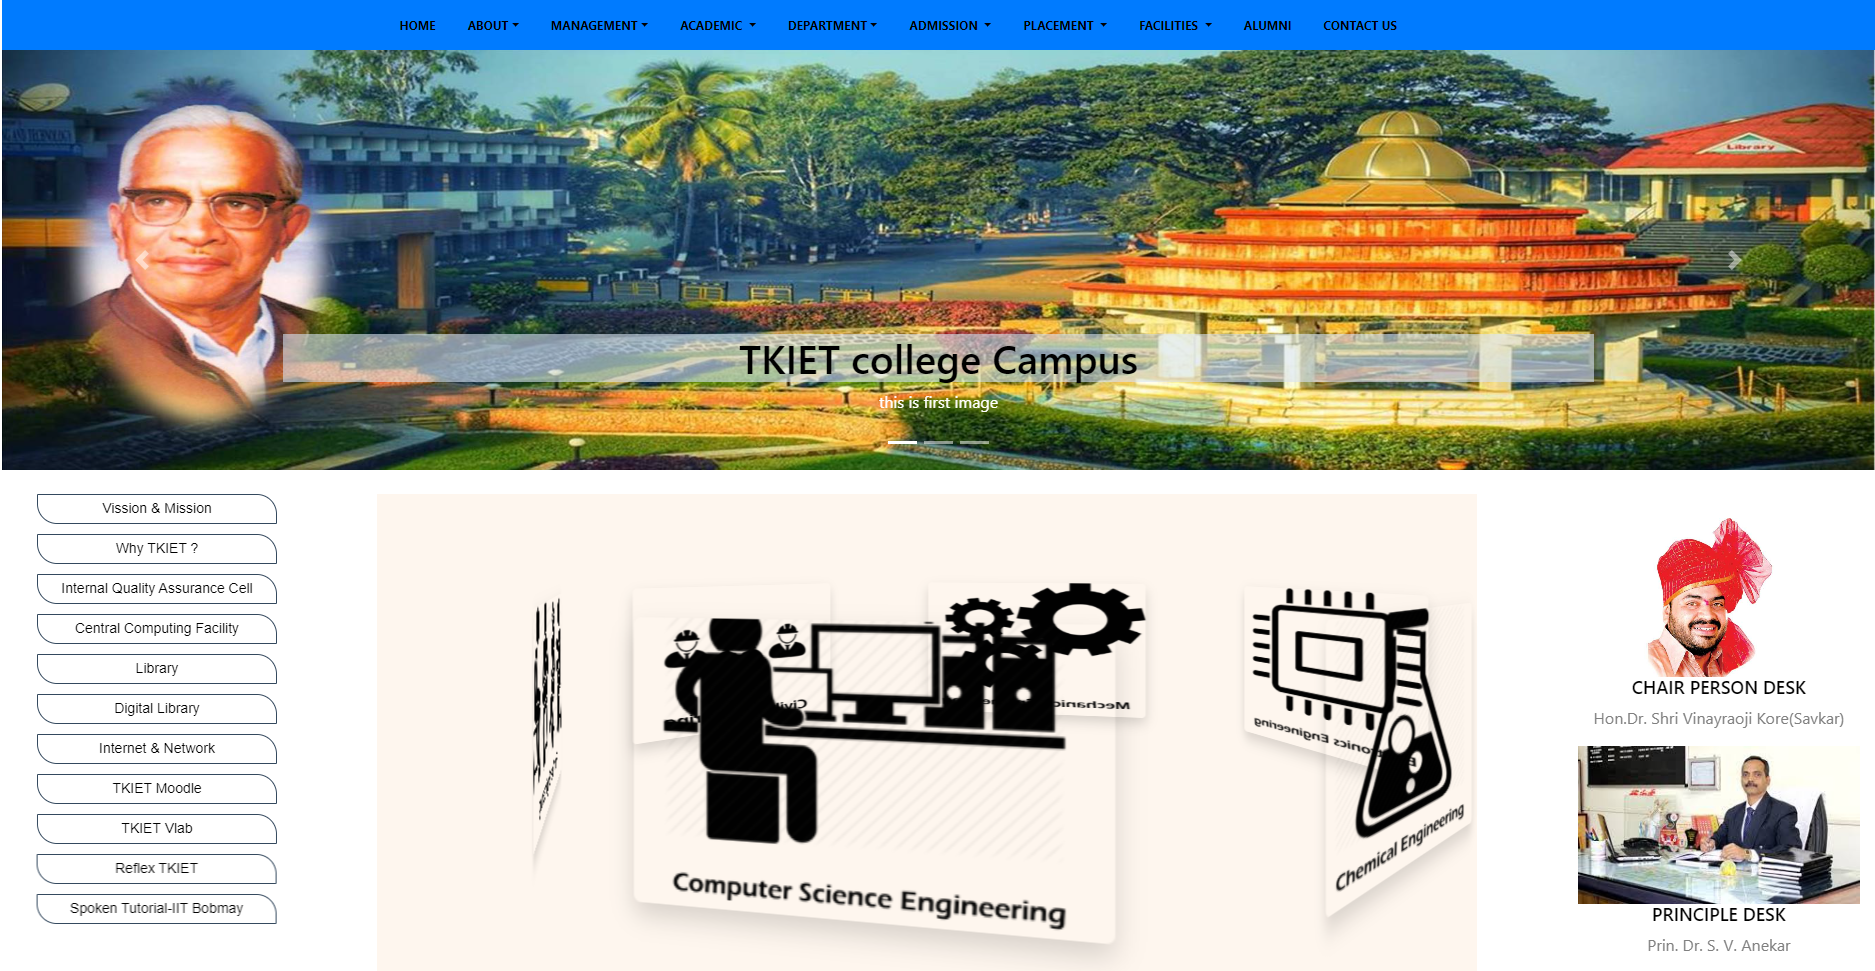 HOME ABOUT MANAGEMENT ACADEMIC DEPARTMENT ADMISSION PLACEMENT FACILITIES ALUMNI CONTACT US
Library
TKIET college Campus
this is first image
Vission & Mission
Why TKIET ?
Internal Quality Assurance Cell
Central Computing Facility
Library
Digital Library
Internet & Network
TKIET Moodle
TKIET Vlab
Reflex TKIET
Spoken Tutorial-IIT Bobmay
Computer Science Engineering
Chemical Engineering
CHAIR PERSON DESK
Hon.Dr. Shri Vinayraoji Kore(Savkar)
PRINCIPLE DESK
Prin. Dr. S. V. Anekar